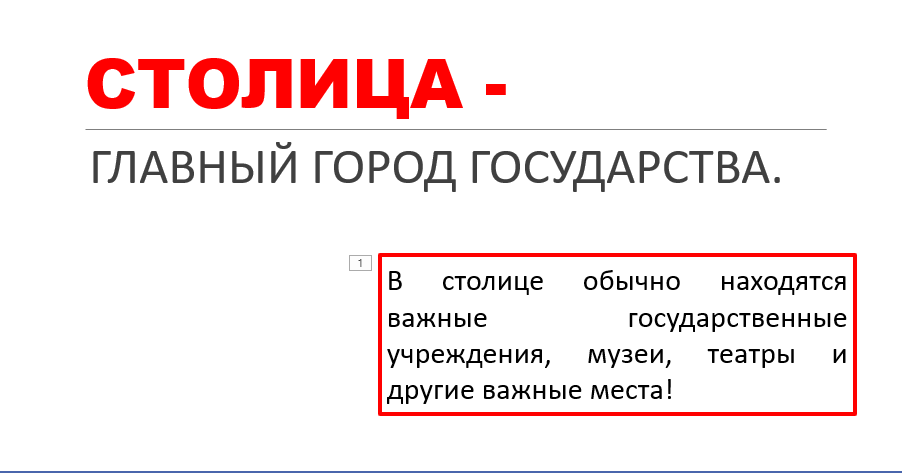 СТОЛИЦА -
ГЛАВНЫЙ ГОРОД ГОСУДАРСТВА.
1
В столице обычно находятся
важные государственные
учреждения, музеи, театры и
другие важные места!